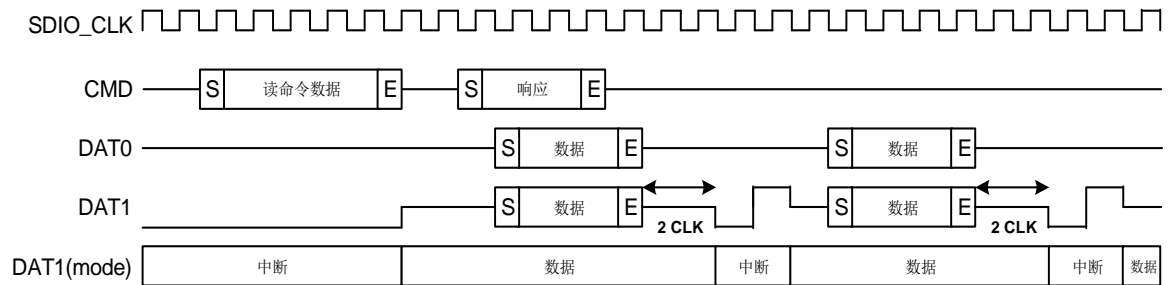 SDIO_CLK
CMD S 读命令数据 E S 响应 E
DAT0 S 数据 E S 数据 E
DAT1 S 数据 E 2 CLK S 数据 E 2 CLK
DAT1(mode) 中断 数据 中断 数据 中断 数据